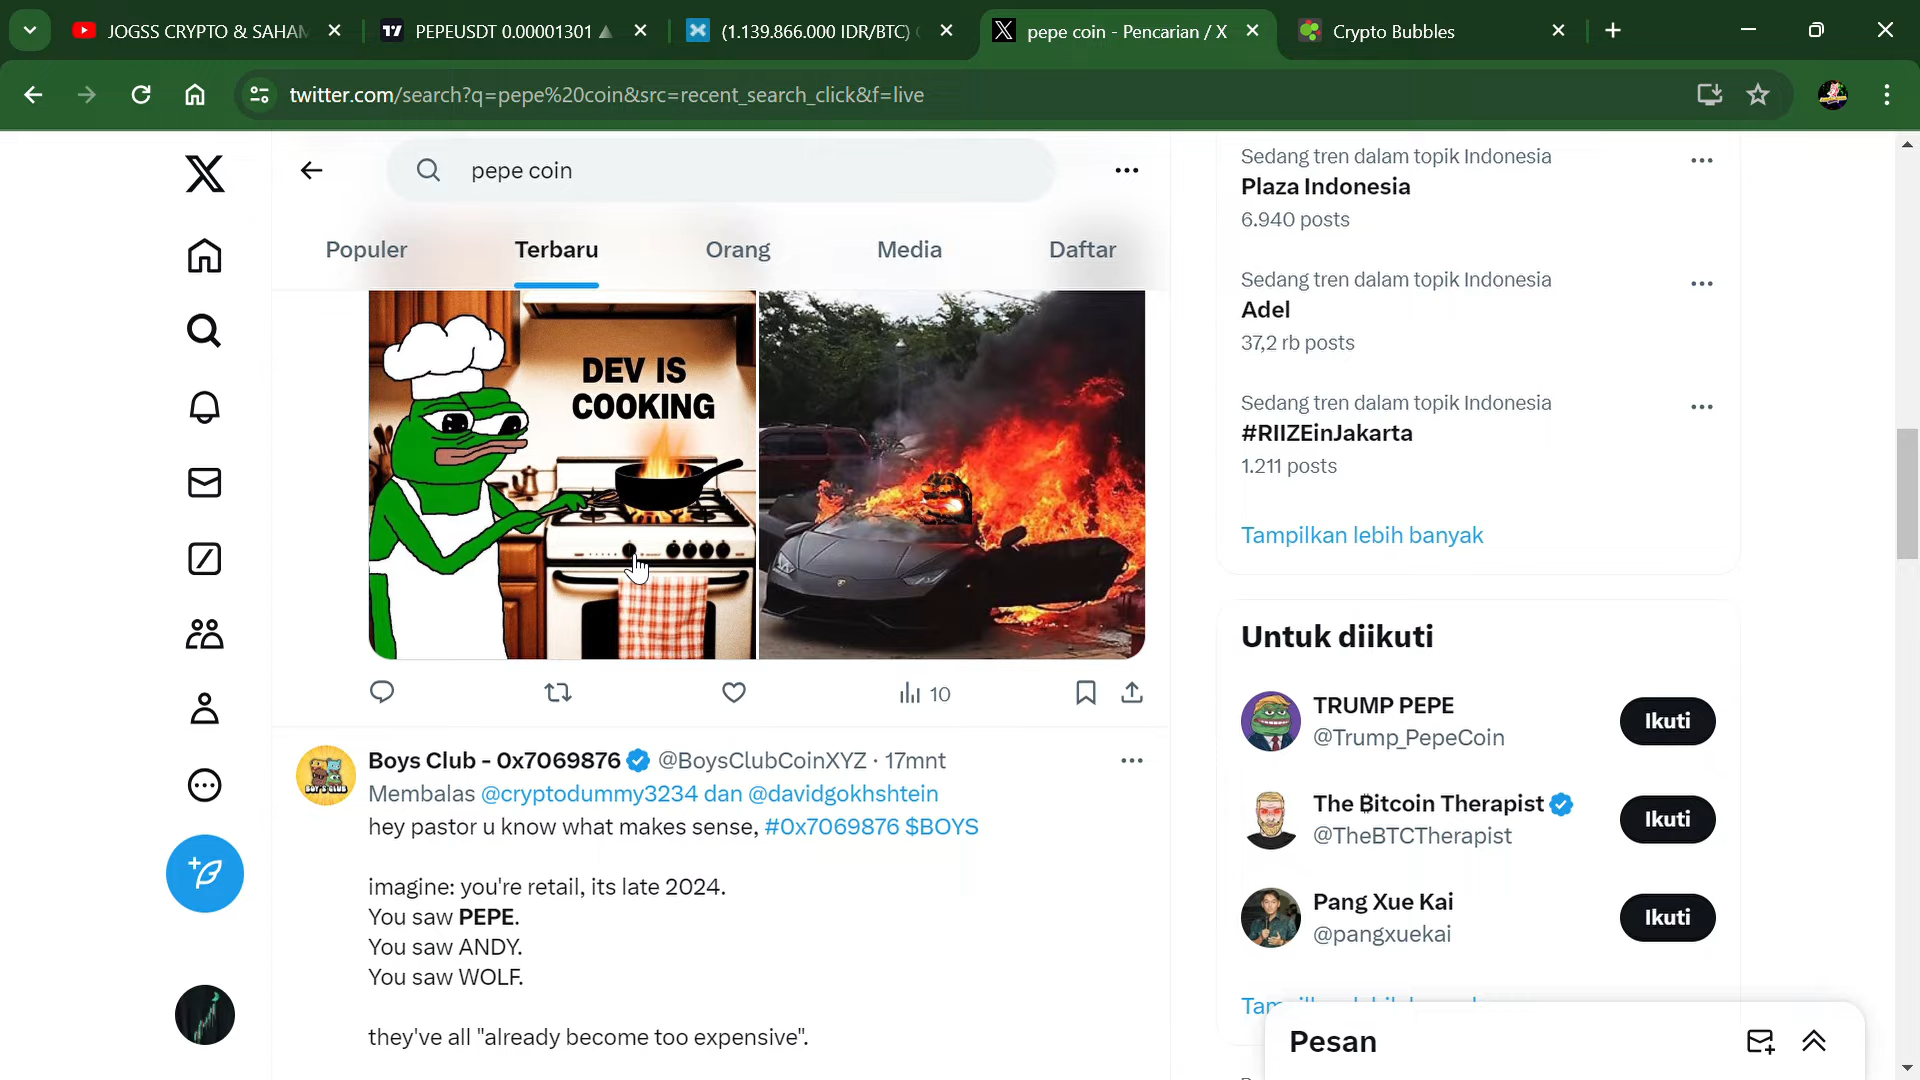 JOGSS CRYPTO & SAHAM
PEPEUSDT 0.00001301
(1.139.866.000 IDR/BTC)
pepe coin - Pencarian / X
Crypto Bubbles
twitter.com/search?q=pepe%20coin&src=recent_search_click&f=live
pepe coin
Populer
Terbaru
Orang
Media
Daftar
DEV IS
COOKING
10
Boys Club - 0x7069876 @BoysClubCoinXYZ · 17mnt
Membalas @cryptodummy3234 dan @davidgokhshtein
hey pastor u know what makes sense, #0x7069876 $BOYS
imagine: you're retail, its late 2024.
You saw PEPE.
You saw ANDY.
You saw WOLF.
they've all "already become too expensive".
Sedang tren dalam topik Indonesia
Plaza Indonesia
6.940 posts
Sedang tren dalam topik Indonesia
Adel
37,2 rb posts
Sedang tren dalam topik Indonesia
#RIIZEinJakarta
1.211 posts
Tampilkan lebih banyak
Untuk diikuti
TRUMP PEPE
@Trump_PepeCoin
Ikuti
The ₿itcoin Therapist
@TheBTCTherapist
Ikuti
Pang Xue Kai
@pangxuekai
Ikuti
Pesan